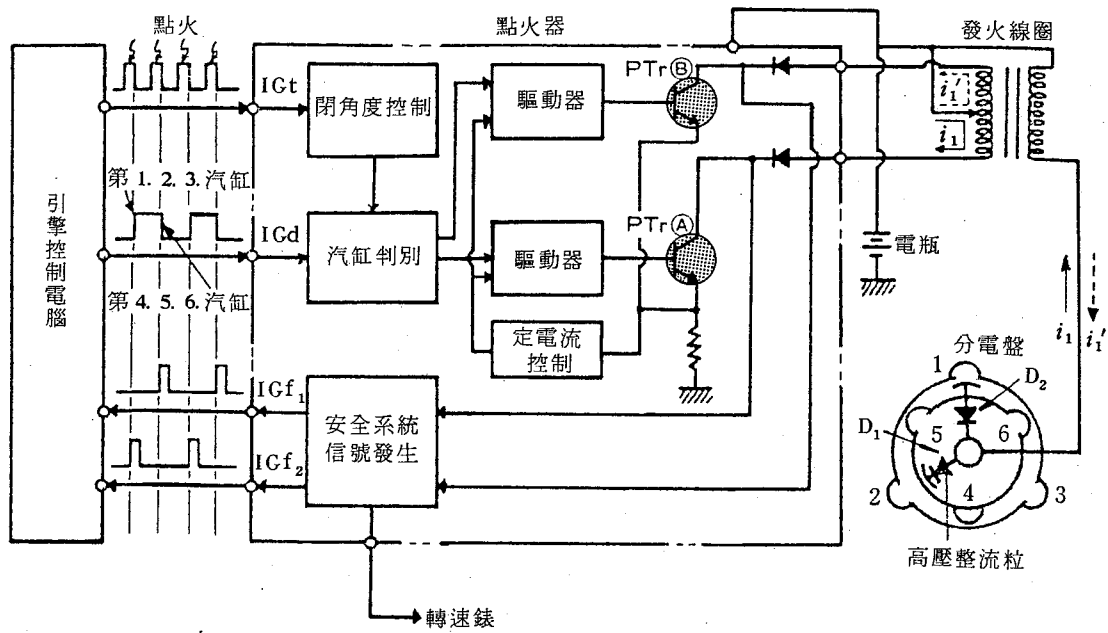 點火
點火器
發火線圈
IGt
閉角度控制
驅動器
PTrⒷ
i₁'
i₁
第1. 2. 3. 汽缸
引擎控制電腦
IGd
汽缸判別
驅動器
PTrⒶ
電瓶
第4. 5. 6. 汽缸
定電流
控制
i₁
i₁'
IGf₁
安全系統
信號發生
IGf₂
分電盤
1
D₂
D₁
5
6
2
4
3
高壓整流粒
轉速錶